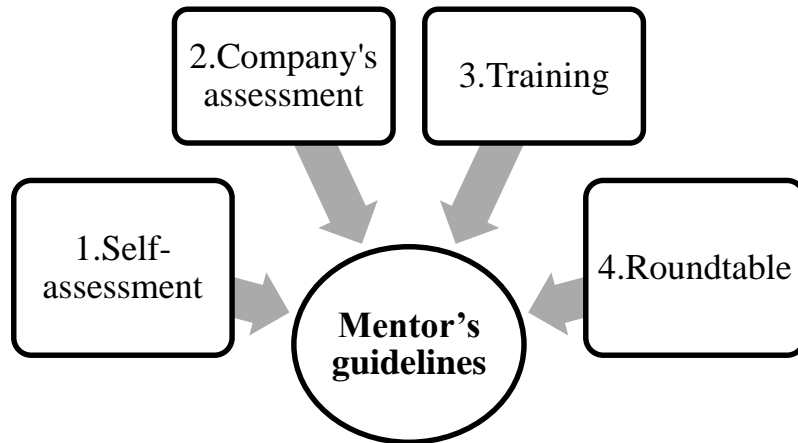 1.Self-
assessment
2.Company's
assessment
3.Training
4.Roundtable
Mentor’s
guidelines